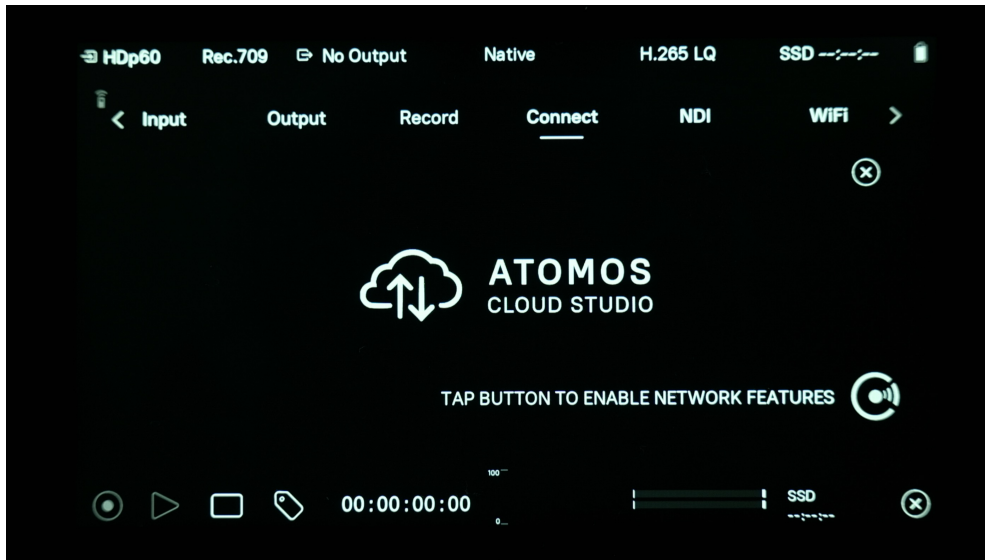 HDp60 Rec.709 No Output Native H.265 LQ SSD --:--:--
Input Output Record Connect NDI WiFi
ATOMOS
CLOUD STUDIO
TAP BUTTON TO ENABLE NETWORK FEATURES
100
00:00:00:00 SSD
--:--:--
0